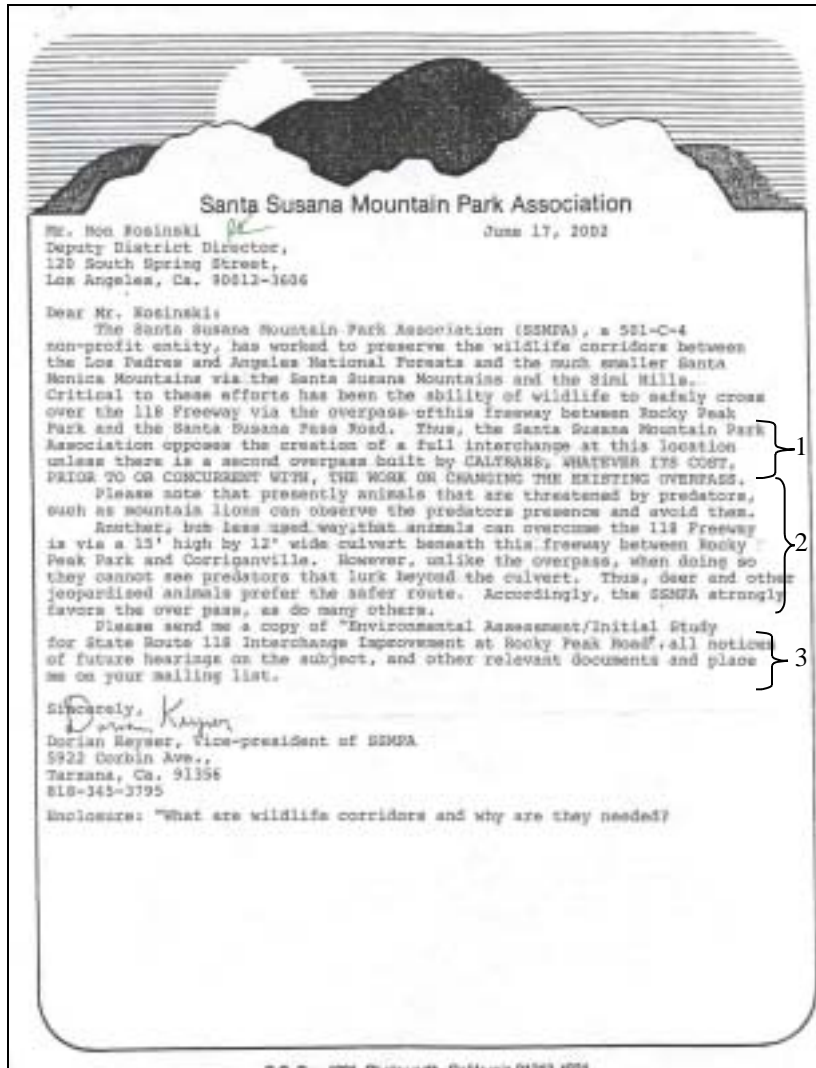 Santa Susana Mountain Park Association
Mr. Ron Kosinski June 17, 2002
Deputy District Director,
120 South Spring Street,
Los Angeles, Ca. 90012-3606
Dear Mr. Kosinski:
The Santa Susana Mountain Park Association (SSMPA), a 501-C-4
non-profit entity, has worked to preserve the wildlife corridors between
the Los Padres and Angeles National Forests and the much smaller Santa
Monica Mountains via the Santa Susana Mountains and the Simi Hills.
Critical to these efforts has been the ability of wildlife to safely cross
over the 118 Freeway via the overpass ofthis freeway between Rocky Peak
Park and the Santa Susana Pass Road. Thus, the Santa Susana Mountain Park
Association opposes the creation of a full interchange at this location
unless there is a second overpass built by CALTRANS, WHATEVER ITS COST,
PRIOR TO OR CONCURRENT WITH, THE WORK ON CHANGING THE EXISTING OVERPASS.
1
Please note that presently animals that are threatened by predators,
such as mountain lions can observe the predators presence and avoid them.
Another, but less used way,that animals can overcome the 118 Freeway
is via a 15' high by 12' wide culvert beneath this freeway between Rocky
Peak Park and Corriganville. However, unlike the overpass, when doing so
they cannot see predators that lurk beyond the culvert. Thus, deer and other
jeopardized animals prefer the safer route. Accordingly, the SSMPA strongly
favors the over pass, as do many others.
2
Please send me a copy of "Environmental Assessment/Initial Study
for State Route 118 Interchange Improvement at Rocky Peak Road", all notices
of future hearings on the subject, and other relevant documents and place
me on your mailing list.
3
Sincerely,
Dorian Keyser
Dorian Keyser, Vice-president of SSMPA
5922 Corbin Ave.,
Tarzana, Ca. 91356
818-345-3795
Enclosure: "What are wildlife corridors and why are they needed?